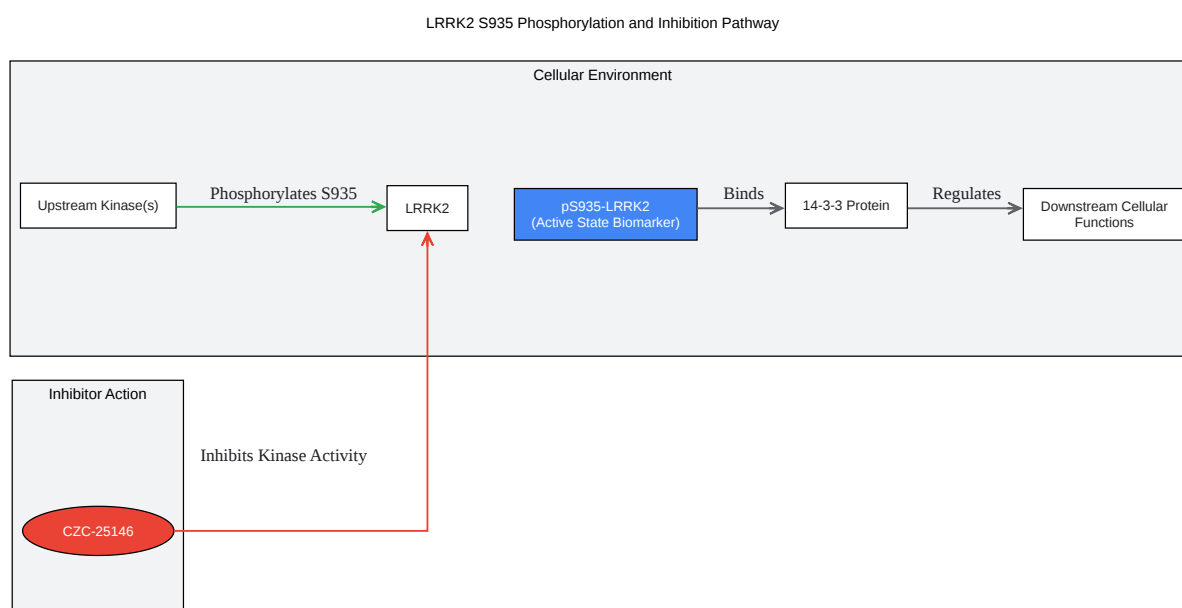 LRRK2 S935 Phosphorylation and Inhibition Pathway
Cellular Environment
Upstream Kinase(s)
Phosphorylates S935
LRRK2
pS935-LRRK2
(Active State Biomarker)
Binds
14-3-3 Protein
Regulates
Downstream Cellular
Functions
Inhibitor Action
Inhibits Kinase Activity
CZC-25146